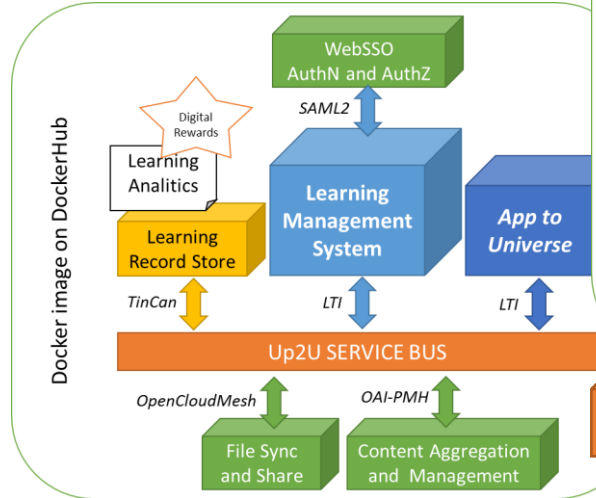 WebSSO
AuthN and AuthZ
SAML2
Digital
Rewards
Learning
Analitics
Learning
Record Store
Learning
Management
System
App to
Universe
TinCan
LTI
LTI
Up2U SERVICE BUS
OpenCloudMesh
OAI-PMH
File Sync
and Share
Content Aggregation
and Management
Docker image on DockerHub